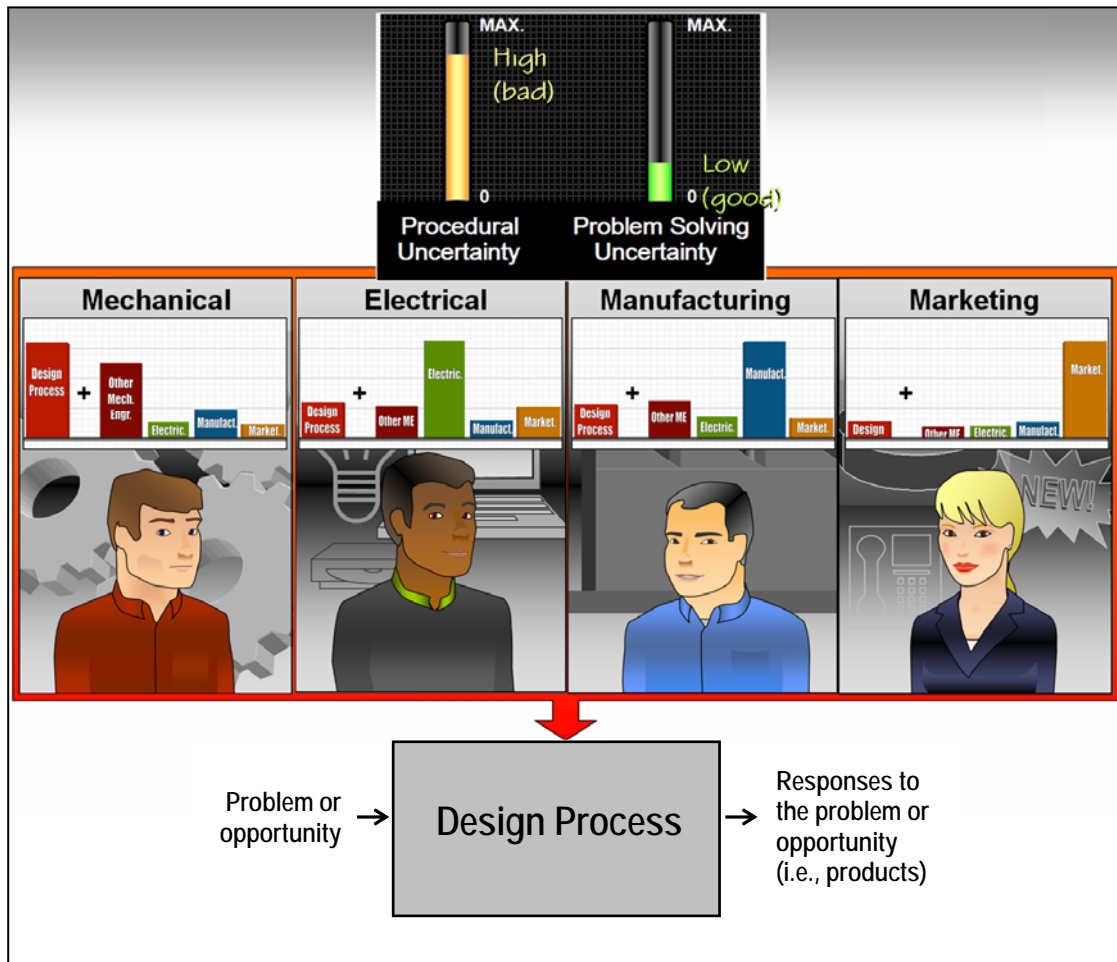 MAX.
High
(bad)
0
Procedural
Uncertainty
MAX.
Low
(good)
0
Problem Solving
Uncertainty
Mechanical
Design
Process
+
Other
Mech.
Engr.
Electric.
Manufact.
Market.
Electrical
Design
Process
+
Other ME
Electric.
Manufact.
Market.
Manufacturing
Design
Process
+
Other ME
Electric.
Manufact.
Market.
Marketing
Design
+
Other ME
Electric.
Manufact.
Market.
NEW!
Problem or
opportunity
Design Process
Responses to
the problem or
opportunity
(i.e., products)